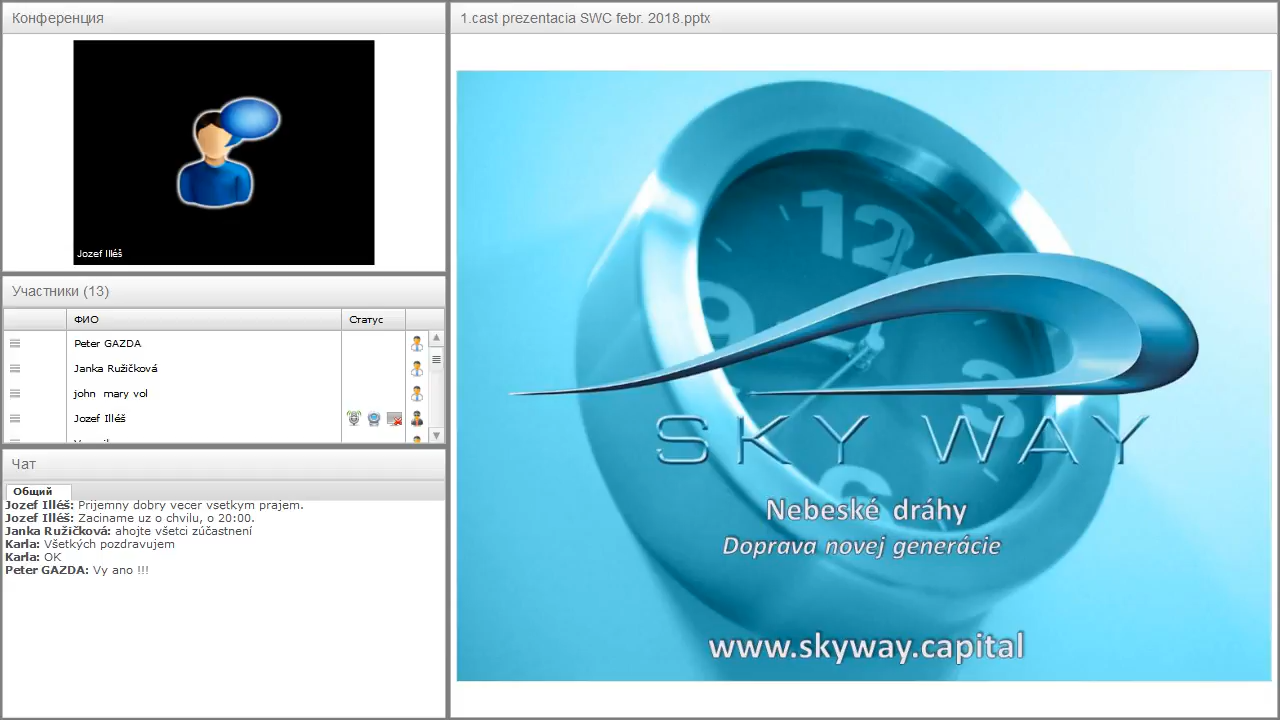 Конференция
Jozef Illéš
Участники (13)
ФИО
Статус
Peter GAZDA
Janka Ružičková
john mary vol
Jozef Illéš
Чат
Общий
Jozef Illéš: Prijemny dobry vecer vsetkym prajem.
Jozef Illéš: Zaciname uz o chvilu, o 20:00.
Janka Ružičková: ahojte všetci zúčastnení
Karla: Všetkých pozdravujem
Karla: OK
Peter GAZDA: Vy ano !!!
1.cast prezentacia SWC febr. 2018.pptx
12
9
3
6
SKY WAY
Nebeské dráhy
Doprava novej generácie
www.skyway.capital